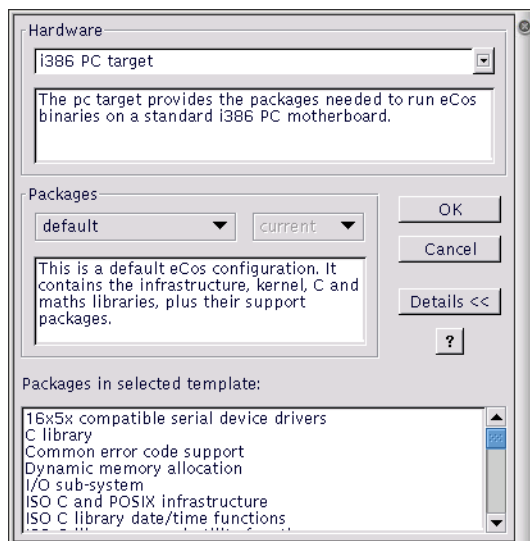 Hardware
i386 PC target
The pc target provides the packages needed to run eCos
binaries on a standard i386 PC motherboard.
Packages
default
current
This is a default eCos configuration. It
contains the infrastructure, kernel, C and
maths libraries, plus their support
packages.
OK
Cancel
Details <<
?
Packages in selected template:
16x5x compatible serial device drivers
C library
Common error code support
Dynamic memory allocation
I/O sub-system
ISO C and POSIX infrastructure
ISO C library date/time functions